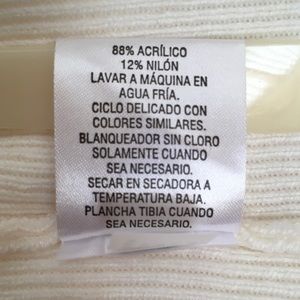 88% ACRÍLICO
12% NILÓN
LAVAR A MÁQUINA EN
AGUA FRÍA.
CICLO DELICADO CON
COLORES SIMILARES.
BLANQUEADOR SIN CLORO
SOLAMENTE CUANDO
SEA NECESARIO.
SECAR EN SECADORA A
TEMPERATURA BAJA.
PLANCHA TIBIA CUANDO
SEA NECESARIO.